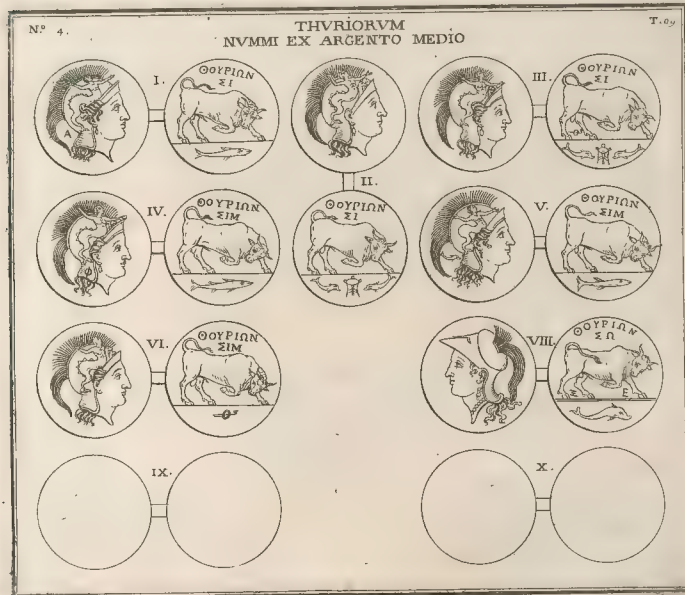 N.º 4.
THVRIORVM
T.
NVMMI EX ARGENTO MEDIO
I.
ΘΟΥΡΙΩΝ
ΣΙ
A
III.
ΘΟΥΡΙΩΝ
ΣΙ
II.
ΘΟΥΡΙΩΝ
ΣΙ
IV.
ΘΟΥΡΙΩΝ
ΣΙΜ
Φ
V.
ΘΟΥΡΙΩΝ
ΣΙΜ
VI.
ΘΟΥΡΙΩΝ
ΣΙΜ
VIII.
ΘΟΥΡΙΩΝ
ΣΩ
Σ Ε
IX.
X.